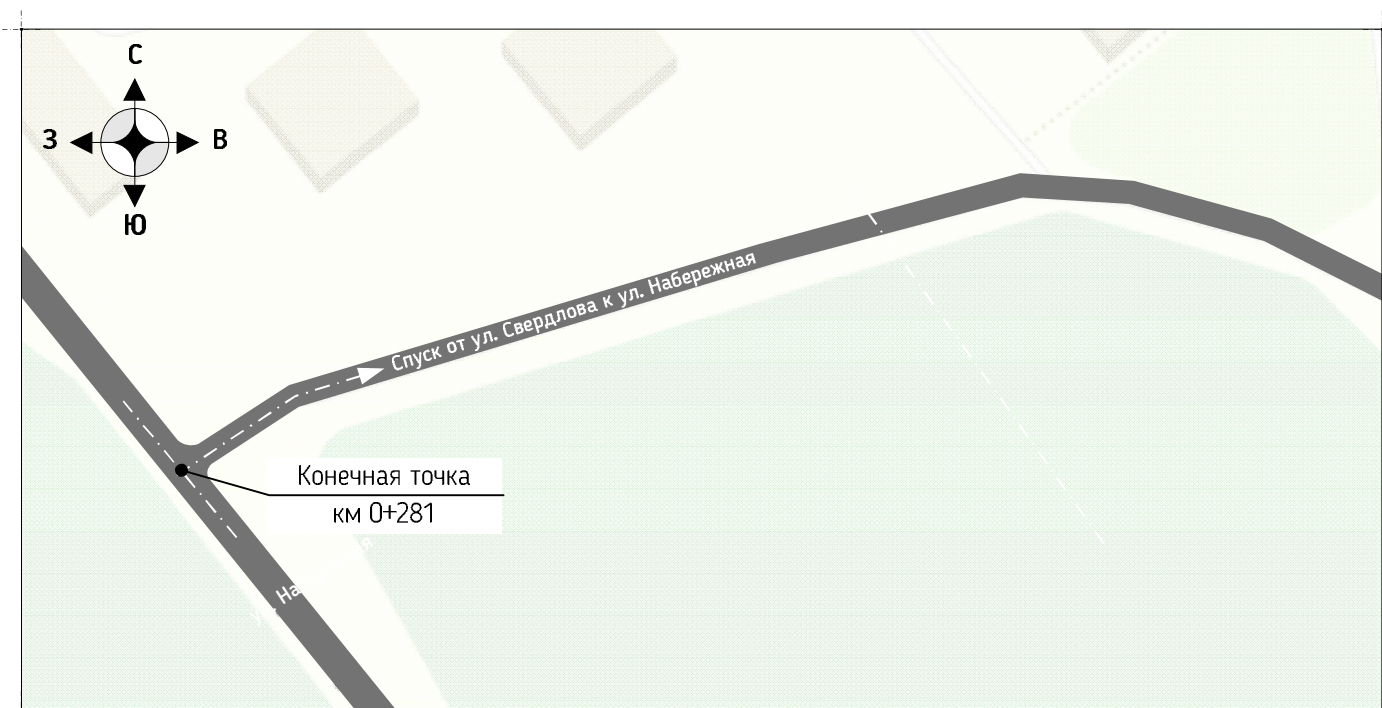 С
З
В
Ю
Спуск от ул. Свердлова к ул. Набережная
Конечная точка
км 0+281